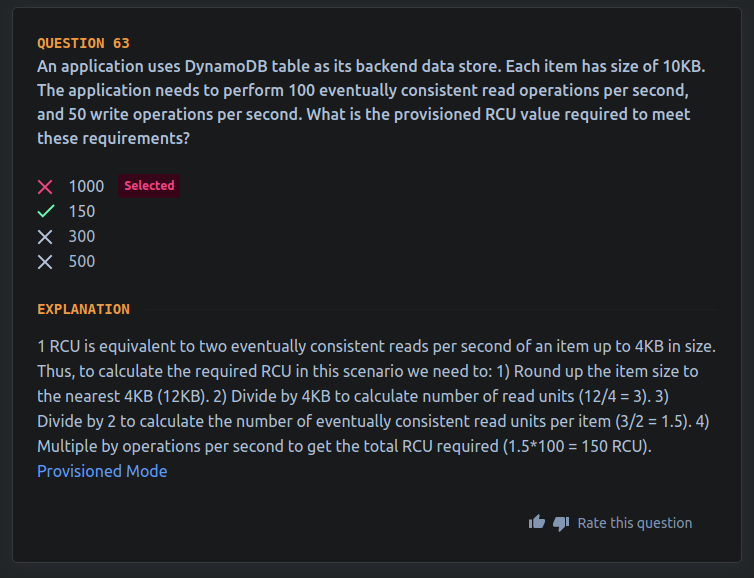 QUESTION 63
An application uses DynamoDB table as its backend data store. Each item has size of 10KB.
The application needs to perform 100 eventually consistent read operations per second,
and 50 write operations per second. What is the provisioned RCU value required to meet
these requirements?
1000 Selected
150
300
500
EXPLANATION
1 RCU is equivalent to two eventually consistent reads per second of an item up to 4KB in size.
Thus, to calculate the required RCU in this scenario we need to: 1) Round up the item size to
the nearest 4KB (12KB). 2) Divide by 4KB to calculate number of read units (12/4 = 3). 3)
Divide by 2 to calculate the number of eventually consistent read units per item (3/2 = 1.5). 4)
Multiple by operations per second to get the total RCU required (1.5*100 = 150 RCU).
Provisioned Mode
Rate this question